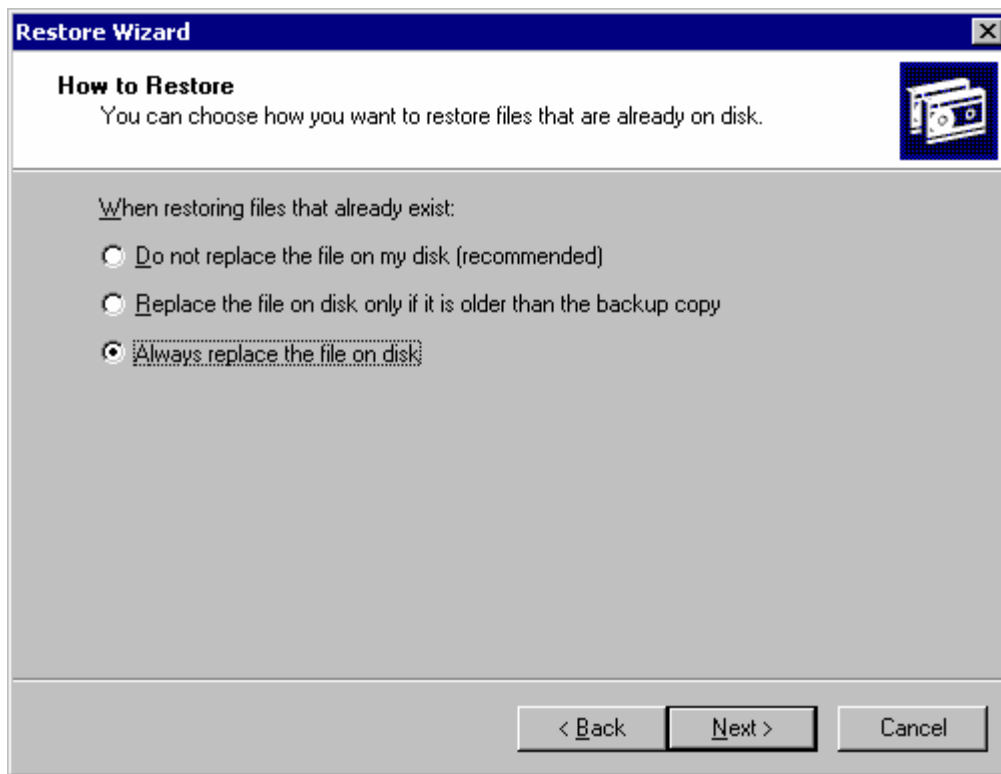 Restore Wizard
How to Restore
You can choose how you want to restore files that are already on disk.
When restoring files that already exist:
Do not replace the file on my disk (recommended)
Replace the file on disk only if it is older than the backup copy
Always replace the file on disk
< Back
Next >
Cancel